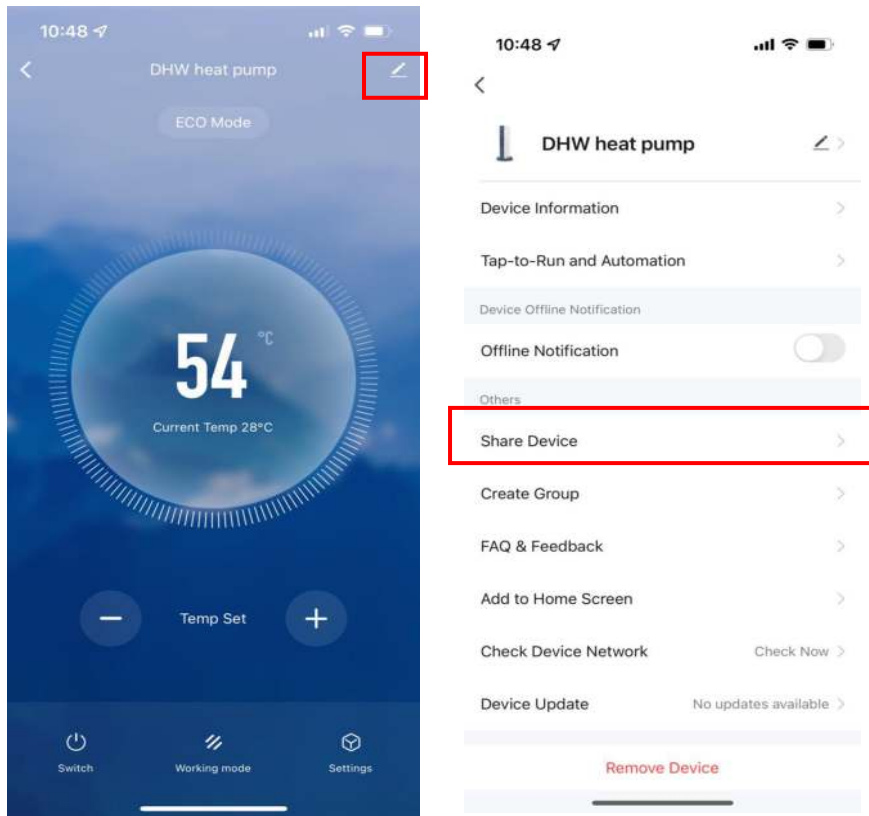 10:48
DHW heat pump
ECO Mode
54 °C
Current Temp 28°C
Temp Set
Switch
Working mode
Settings
10:48
DHW heat pump
Device Information
Tap-to-Run and Automation
Device Offline Notification
Offline Notification
Others
Share Device
Create Group
FAQ & Feedback
Add to Home Screen
Check Device Network Check Now
Device Update No updates available
Remove Device